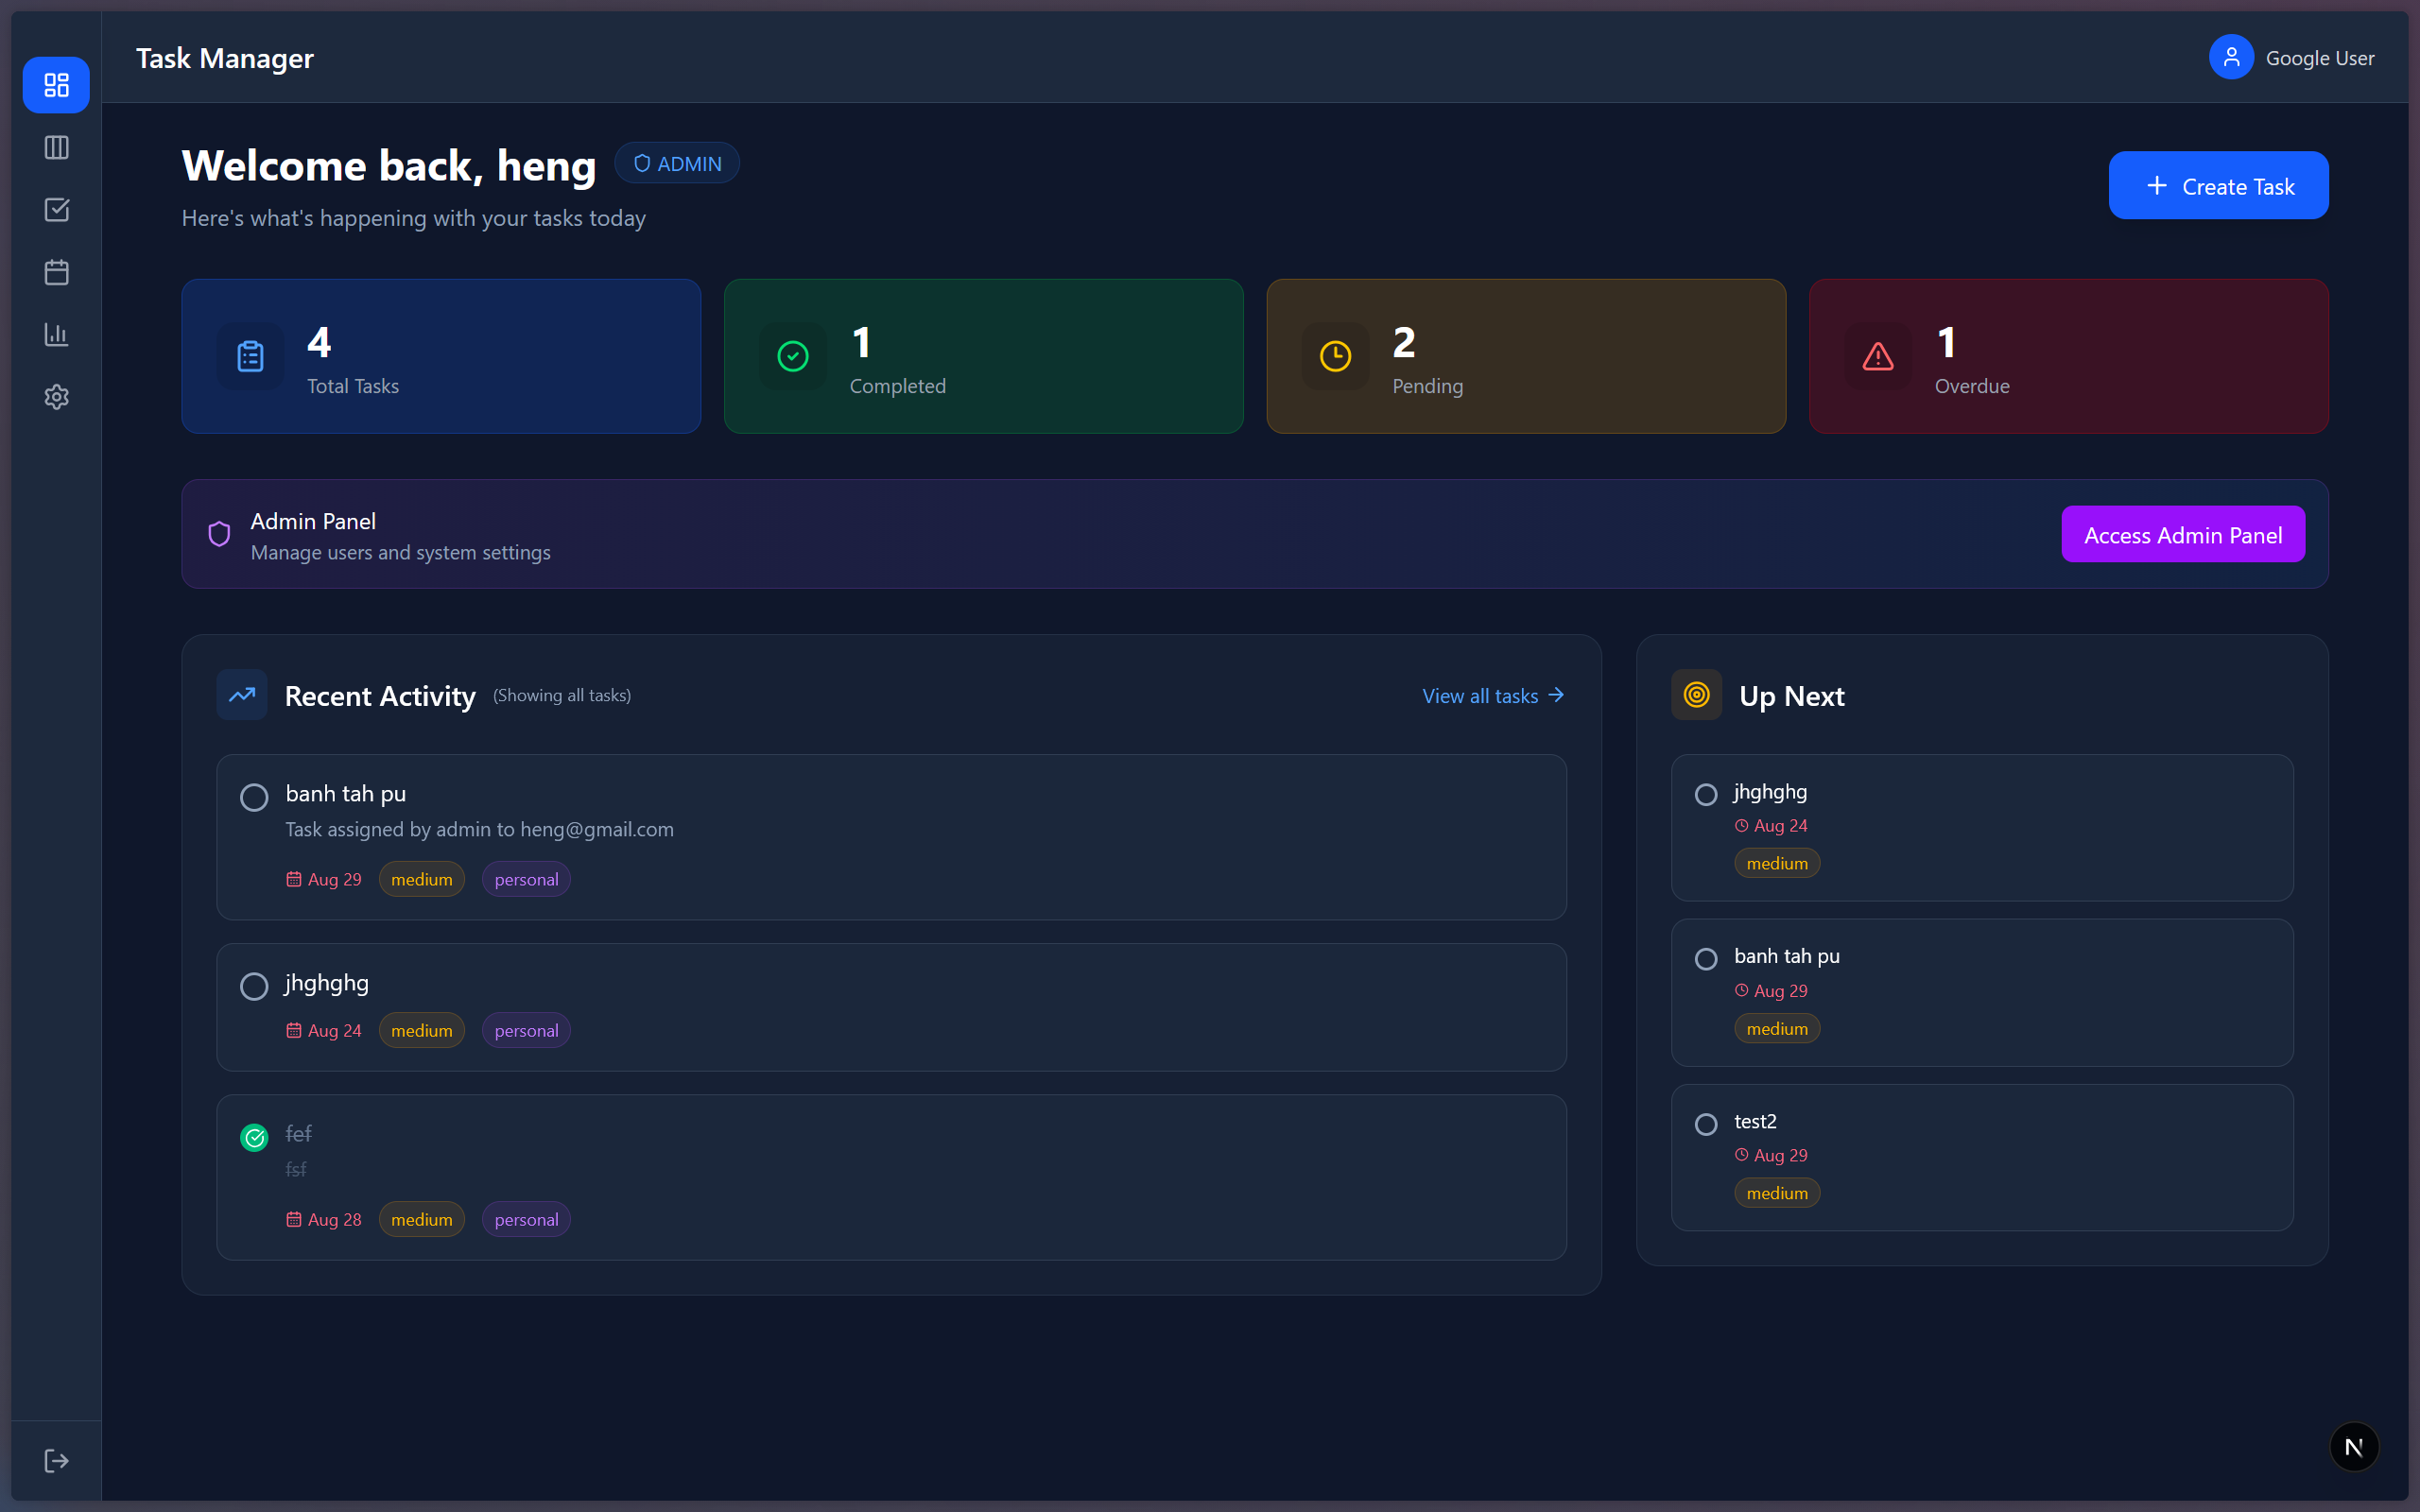 Task Manager
Google User
Welcome back, heng
ADMIN
Here's what's happening with your tasks today
Create Task
4
Total Tasks
1
Completed
2
Pending
1
Overdue
Admin Panel
Manage users and system settings
Access Admin Panel
Recent Activity (Showing all tasks)
View all tasks
banh tah pu
Task assigned by admin to heng@gmail.com
Aug 29 medium personal
jhghghg
Aug 24 medium personal
fef
fsf
Aug 28 medium personal
Up Next
jhghghg
Aug 24
medium
banh tah pu
Aug 29
medium
test2
Aug 29
medium
N